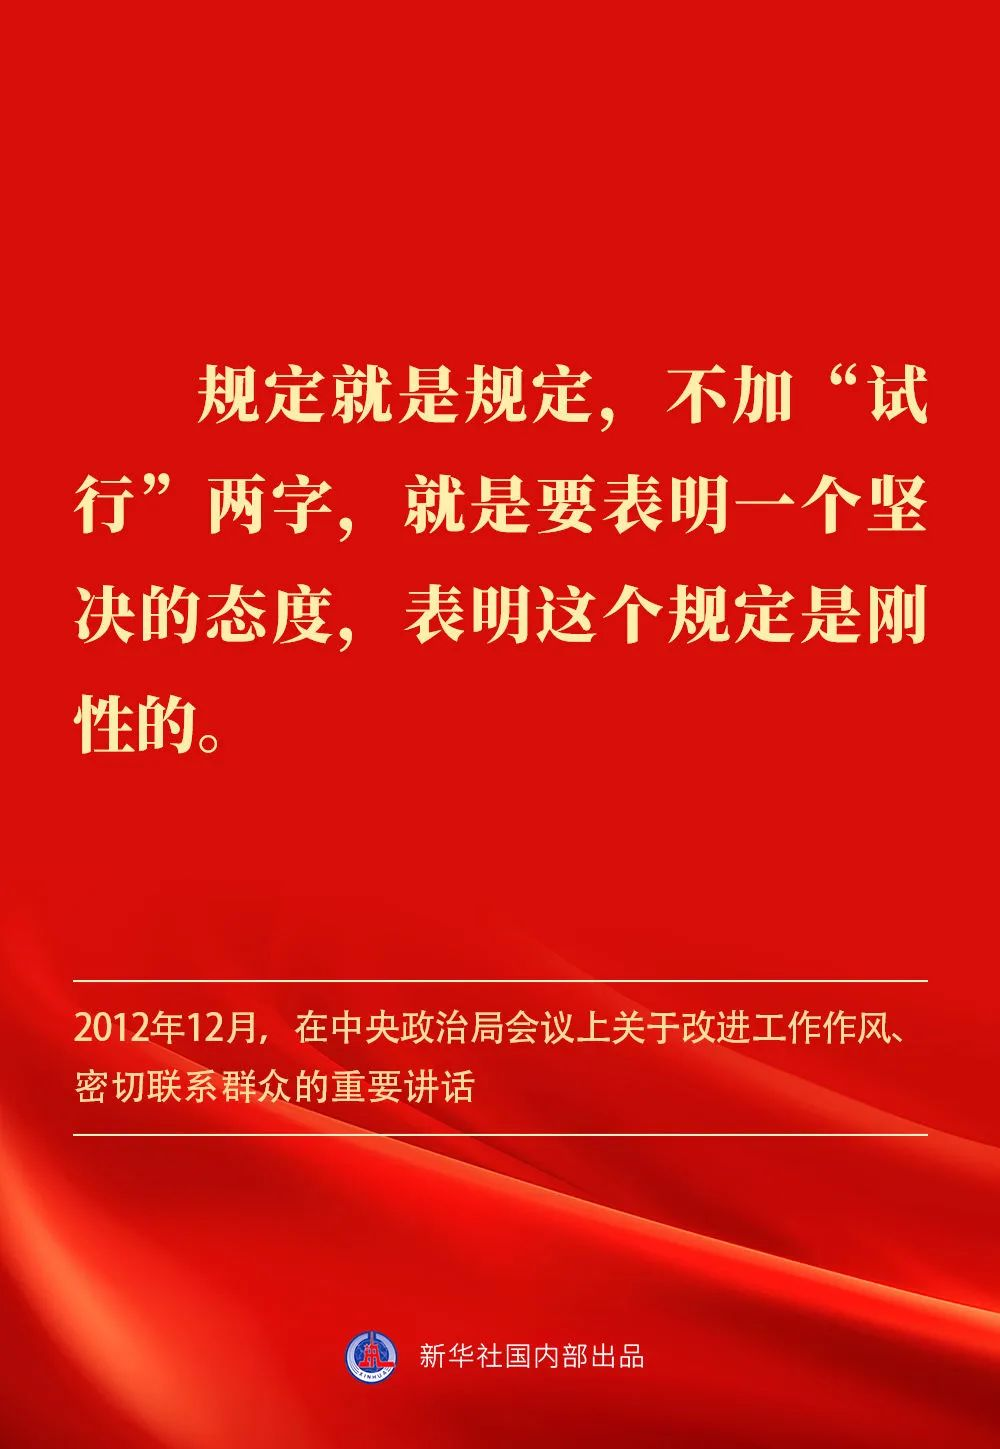 规定就是规定，不加“试
行”两字，就是要表明一个坚
决的态度，表明这个规定是刚
性的。
2012年12月，在中央政治局会议上关于改进工作作风、
密切联系群众的重要讲话
XINHUA
新华社国内部出品